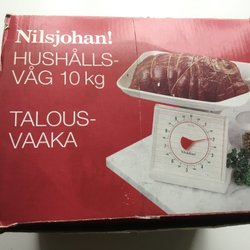 Nilsjohan!
HUSHÅLLS-
VÅG 10 kg
TALOUS-
VAAKA